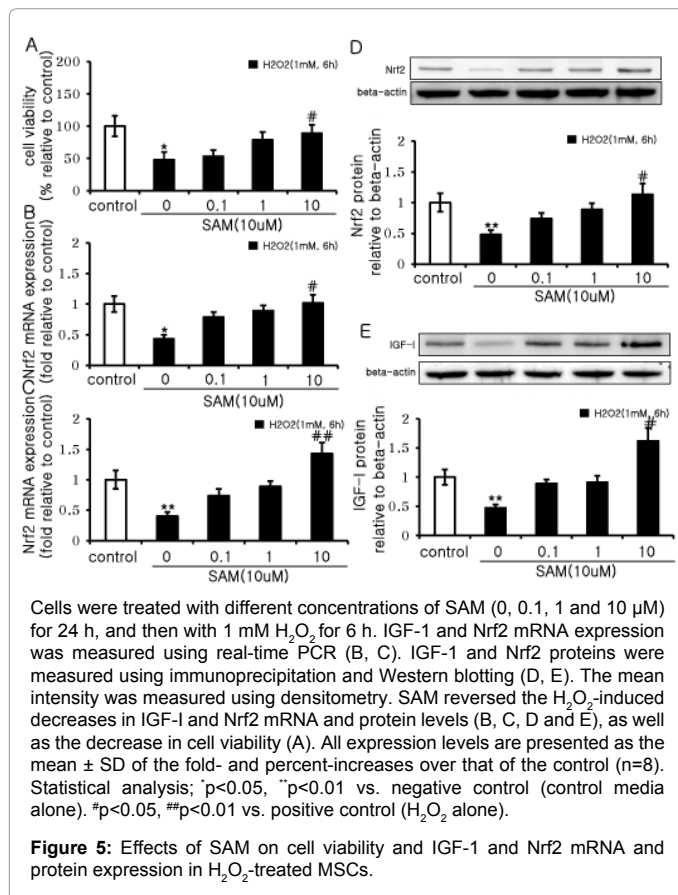 A
H2O2(1mM, 6h)
cell viability
(% relative to control)
150
100
50
0
*
#
control 0 0.1 1 10
SAM(10uM)
B
H2O2(1mM, 6h)
Nrf2 mRNA expression
(fold relative to control)
2
1.5
1
0.5
0
*
#
control 0 0.1 1 10
SAM(10uM)
C
H2O2(1mM, 6h)
Nrf2 mRNA expression
(fold relative to control)
2
1.5
1
0.5
0
**
##
control 0 0.1 1 10
SAM(10uM)
D
Nrf2
beta-actin
H2O2(1mM, 6h)
Nrf2 protein
relative to beta-actin
2
1.5
1
0.5
0
**
#
control 0 0.1 1 10
SAM(10uM)
E
IGF-I
beta-actin
H2O2(1mM, 6h)
IGF-I protein
relative to beta-actin
2
1.5
1
0.5
0
**
#
control 0 0.1 1 10
SAM(10uM)
Cells were treated with different concentrations of SAM (0, 0.1, 1 and 10 µM)
for 24 h, and then with 1 mM H₂O₂ for 6 h. IGF-1 and Nrf2 mRNA expression
was measured using real-time PCR (B, C). IGF-1 and Nrf2 proteins were
measured using immunoprecipitation and Western blotting (D, E). The mean
intensity was measured using densitometry. SAM reversed the H₂O₂-induced
decreases in IGF-I and Nrf2 mRNA and protein levels (B, C, D and E), as well
as the decrease in cell viability (A). All expression levels are presented as the
mean ± SD of the fold- and percent-increases over that of the control (n=8).
Statistical analysis; *p<0.05, **p<0.01 vs. negative control (control media
alone). #p<0.05, ##p<0.01 vs. positive control (H₂O₂ alone).
Figure 5: Effects of SAM on cell viability and IGF-1 and Nrf2 mRNA and
protein expression in H₂O₂-treated MSCs.